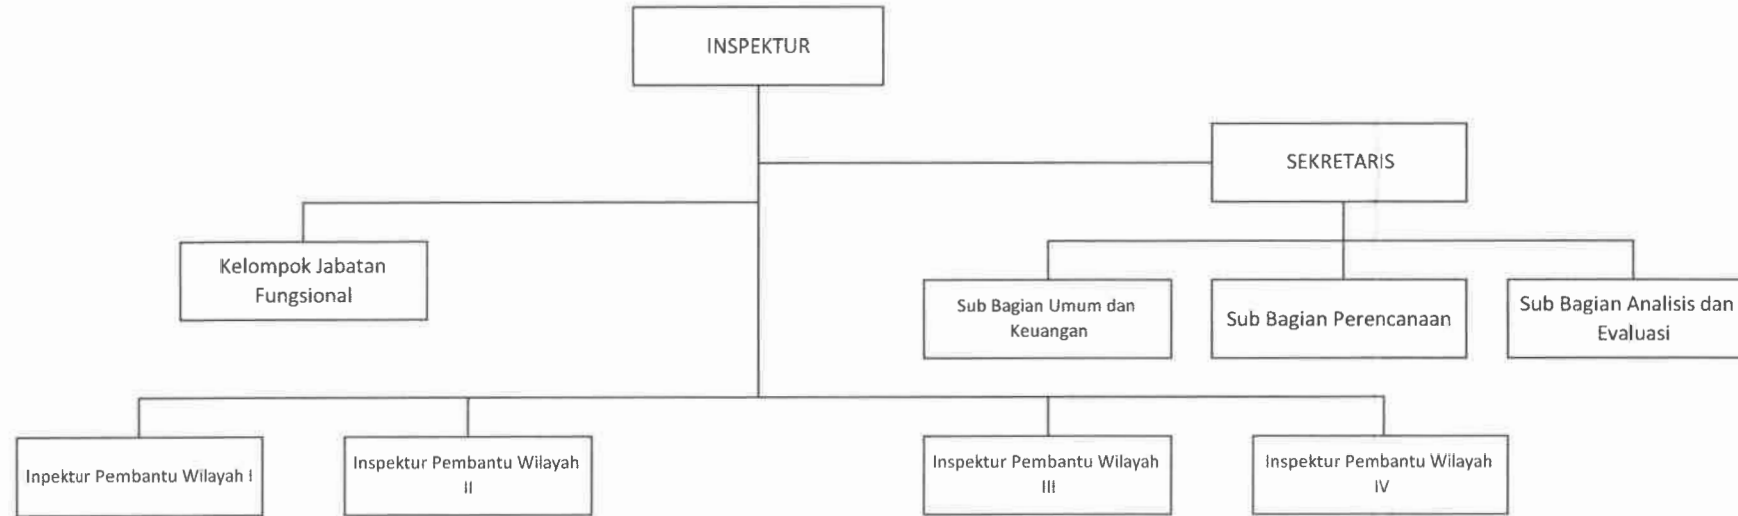 INSPEKTUR
SEKRETARIS
Kelompok Jabatan
Fungsional
Sub Bagian Umum dan
Keuangan
Sub Bagian Perencanaan
Sub Bagian Analisis dan
Evaluasi
Inpektur Pembantu Wilayah I
Inspektur Pembantu Wilayah
II
Inspektur Pembantu Wilayah
III
Inspektur Pembantu Wilayah
IV